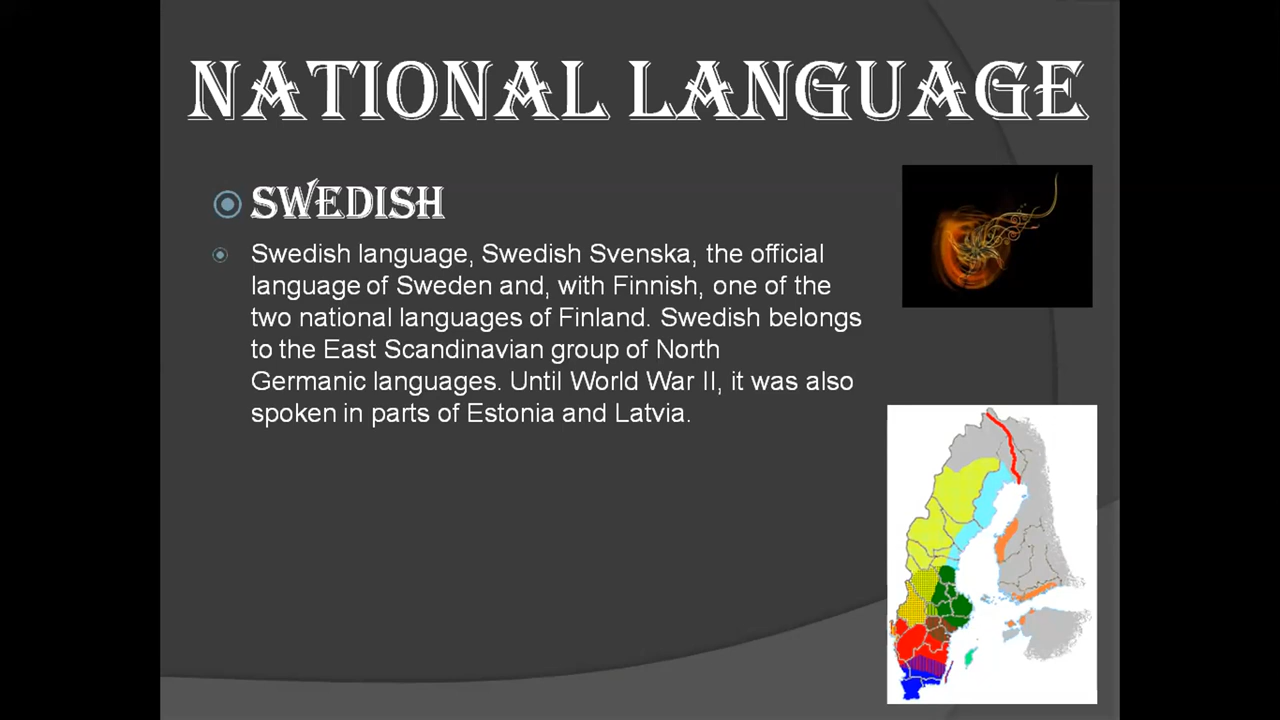 NATIONAL LANGUAGE
SWEDISH
Swedish language, Swedish Svenska, the official
language of Sweden and, with Finnish, one of the
two national languages of Finland. Swedish belongs
to the East Scandinavian group of North
Germanic languages. Until World War II, it was also
spoken in parts of Estonia and Latvia.